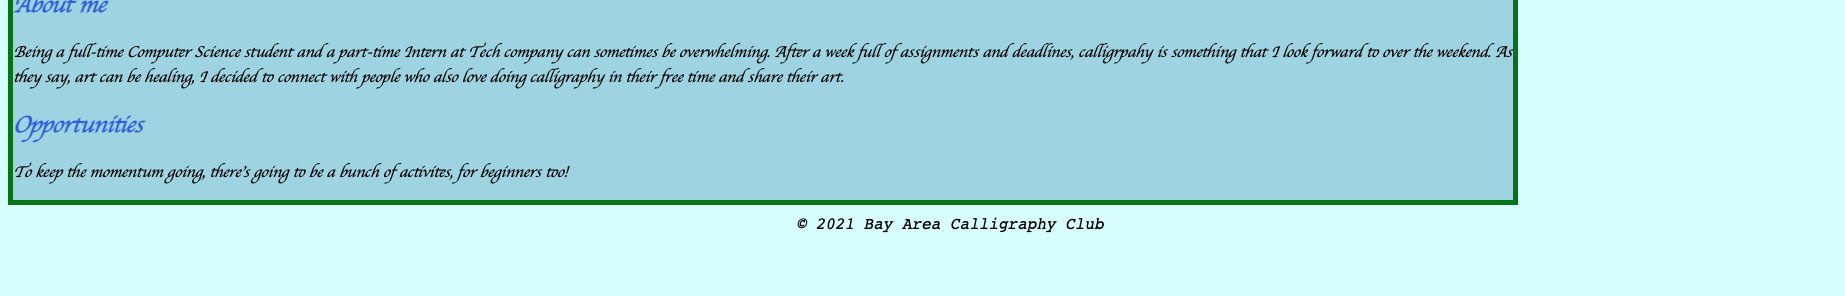 About me
Being a full-time Computer Science student and a part-time Intern at Tech company can sometimes be overwhelming. After a week full of assignments and deadlines, calligrpahy is something that I look forward to over the weekend. As
they say, art can be healing, I decided to connect with people who also love doing calligraphy in their free time and share their art.
Opportunities
To keep the momentum going, there's going to be a bunch of activites, for beginners too!
© 2021 Bay Area Calligraphy Club